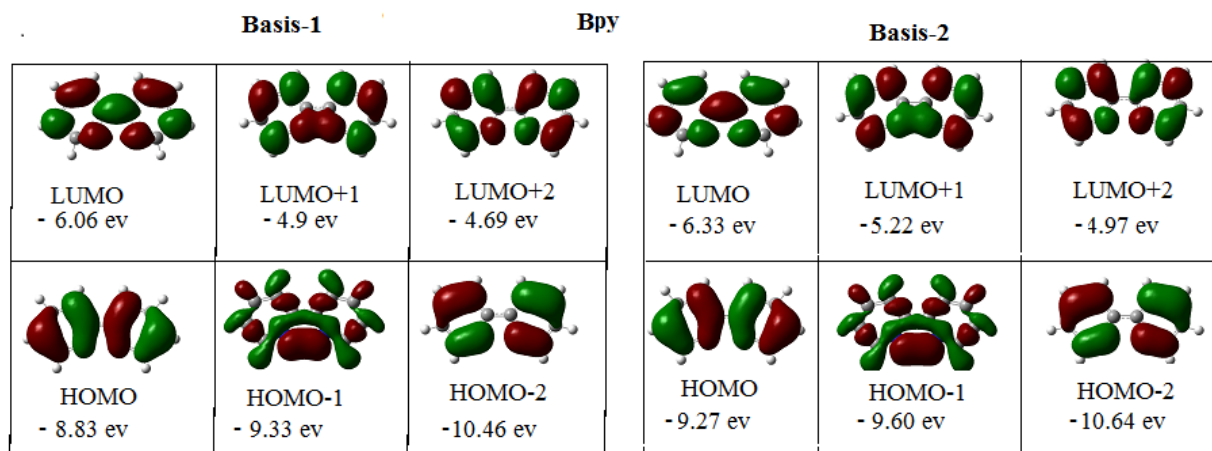 Basis-1
Bpy
Basis-2
LUMO
LUMO+1
LUMO+2
- 6.06 ev
- 4.9 ev
- 4.69 ev
HOMO
HOMO-1
HOMO-2
- 8.83 ev
- 9.33 ev
-10.46 ev
LUMO
LUMO+1
LUMO+2
- 6.33 ev
-5.22 ev
-4.97 ev
HOMO
HOMO-1
HOMO-2
-9.27 ev
-9.60 ev
-10.64 ev